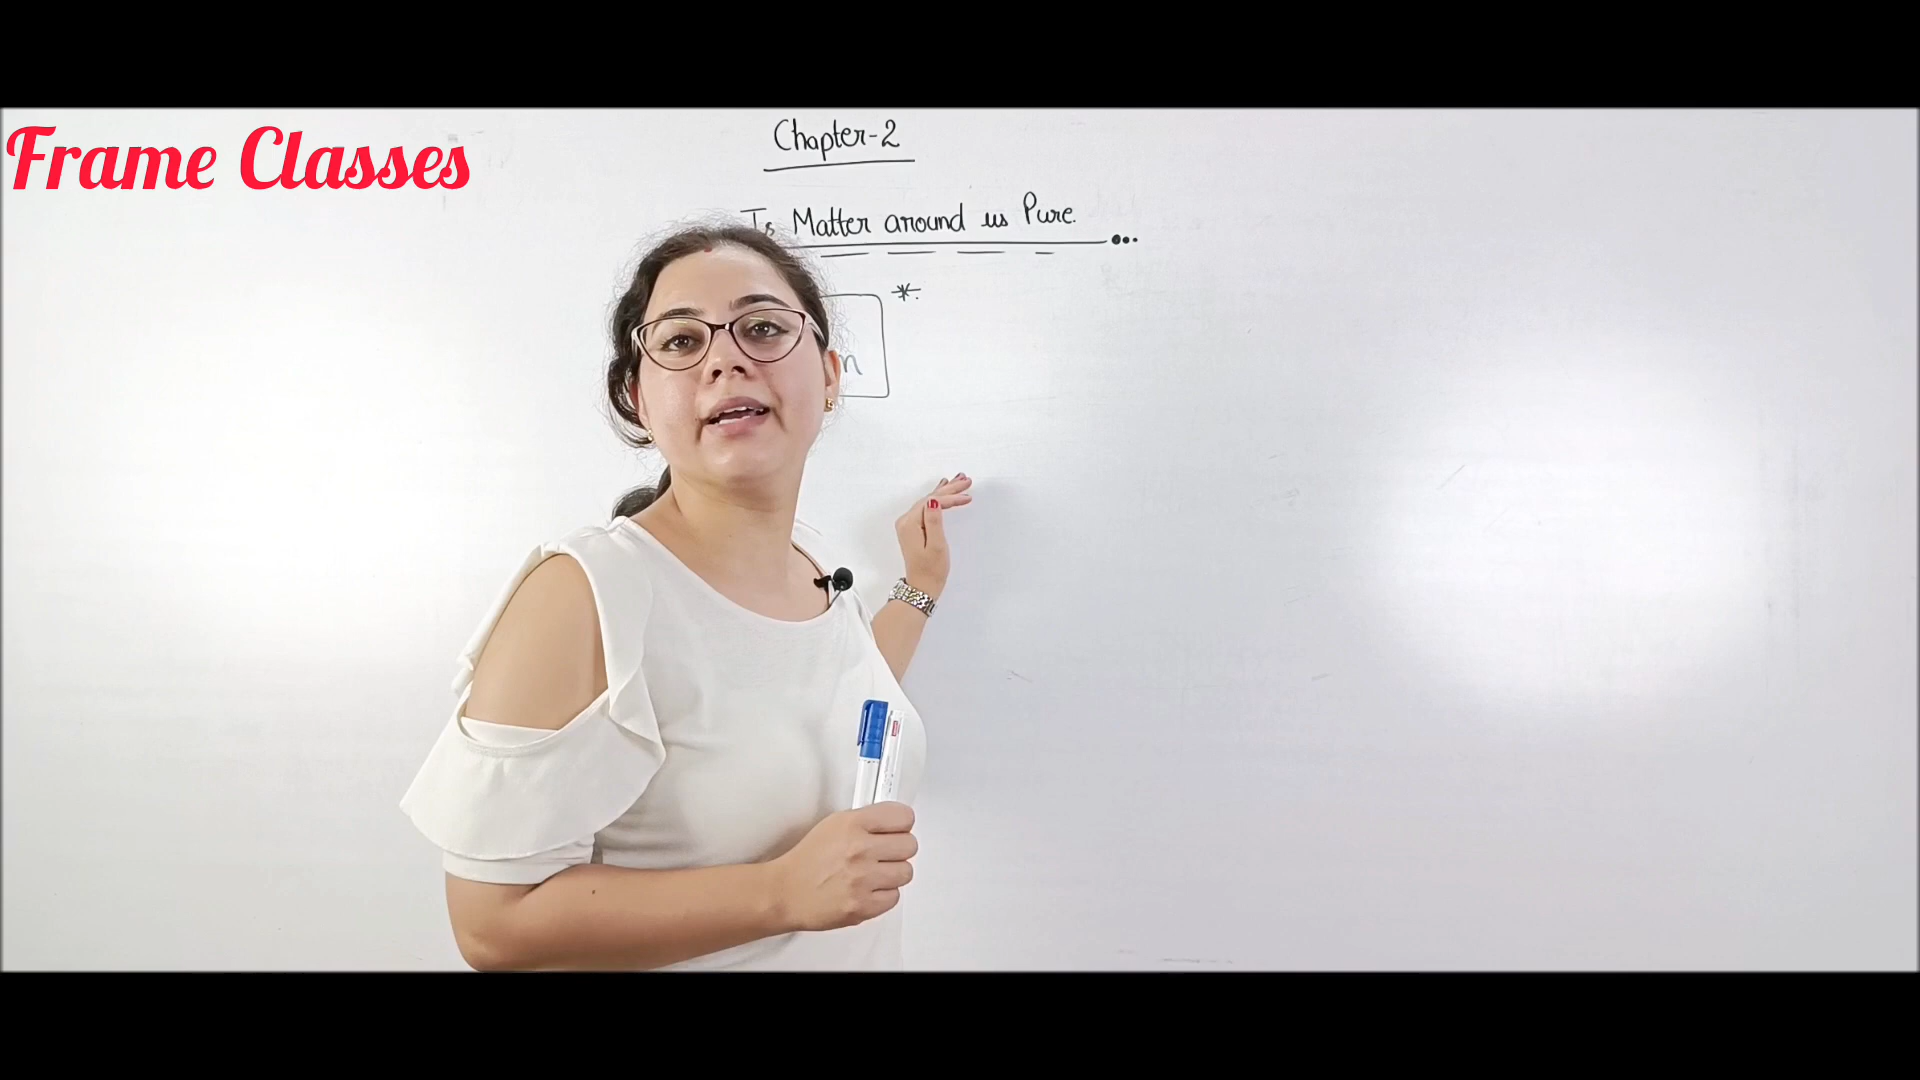 Frame Classes
Chapter-2
Is Matter around us Pure.
*.